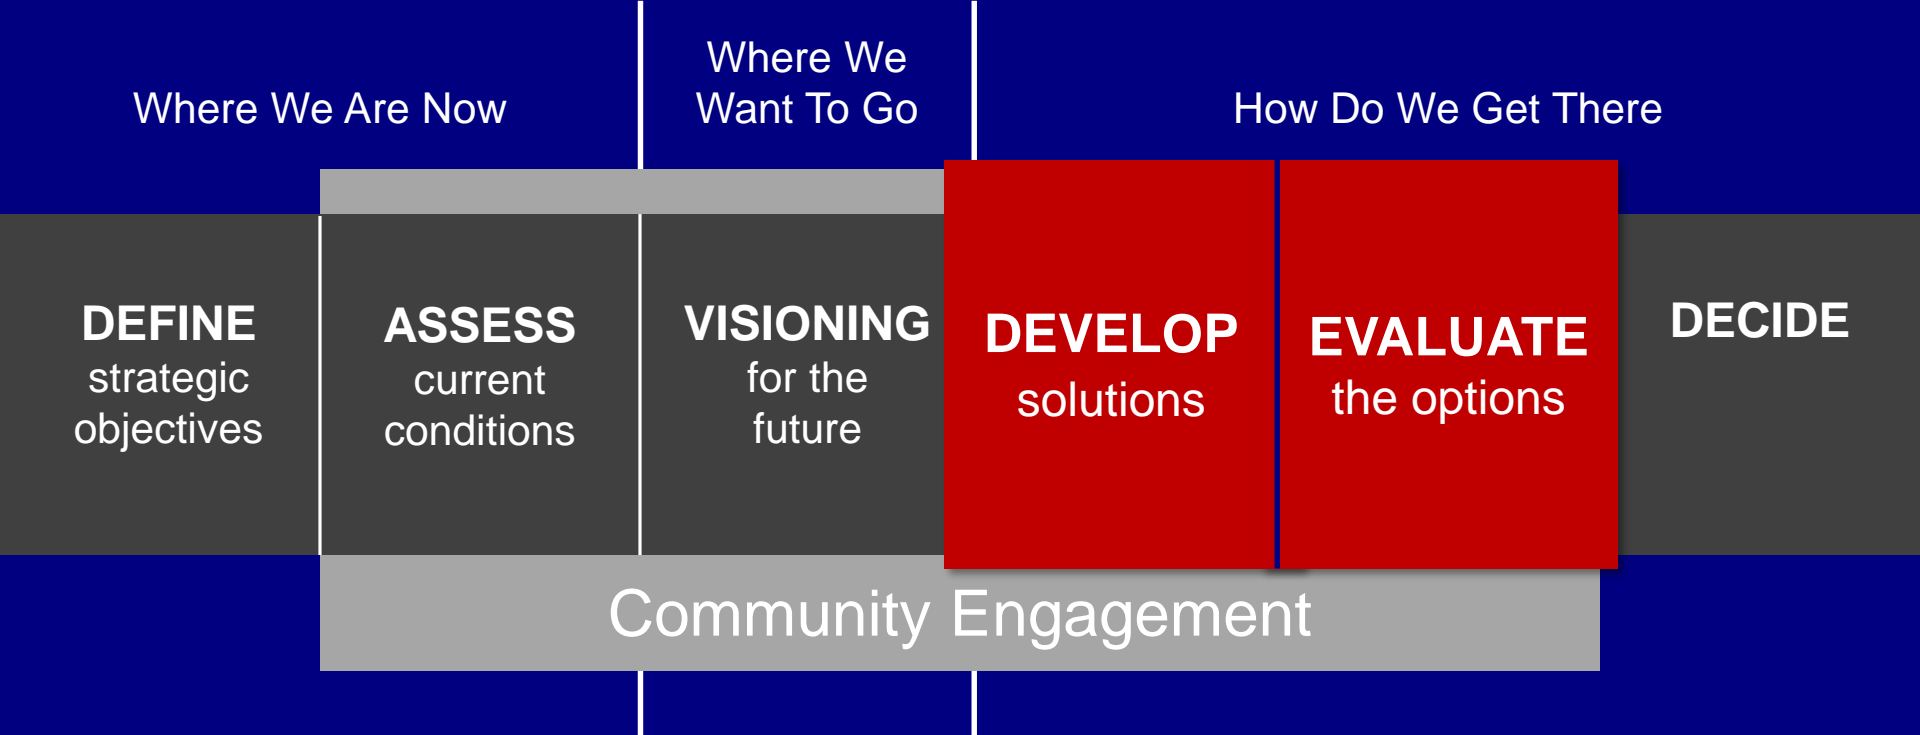 Where We Are Now
Where We
Want To Go
How Do We Get There
DEFINE
strategic
objectives
ASSESS
current
conditions
VISIONING
for the
future
DEVELOP
solutions
EVALUATE
the options
DECIDE
Community Engagement